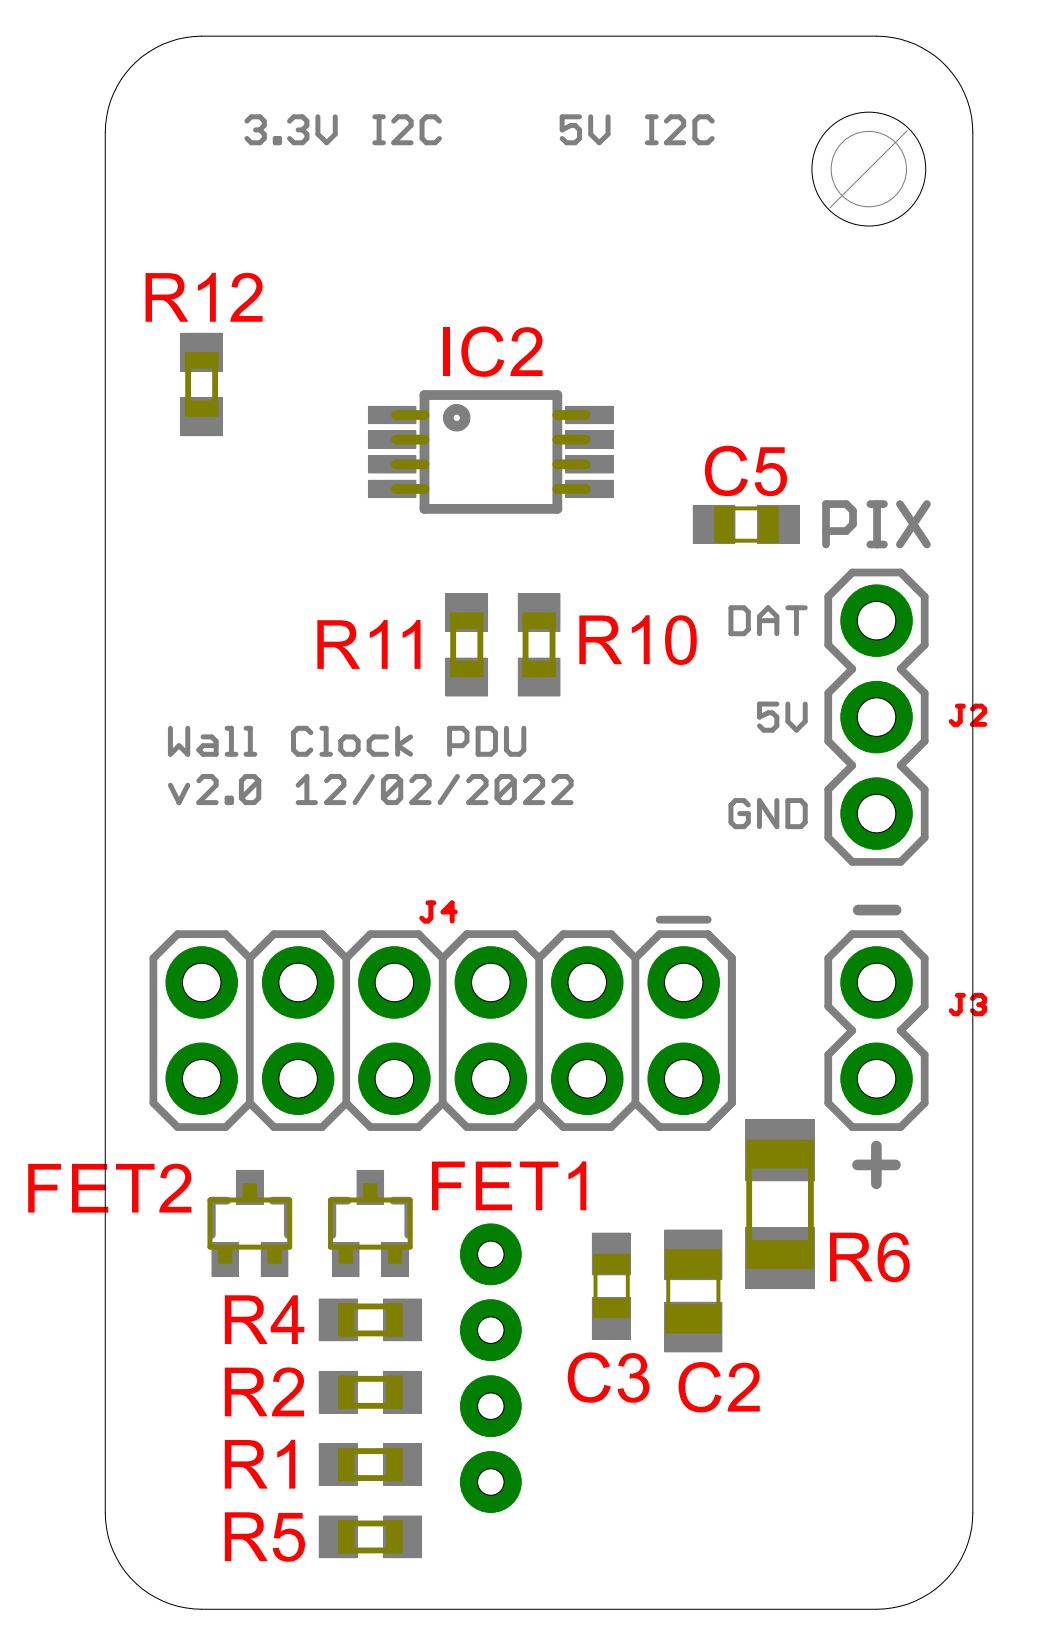 3.3V I2C
5V I2C
R12
IC2
C5
PIX
R11
R10
DAT
5V
J2
Wall Clock PDU
v2.0 12/02/2022
GND
J4
—
—
J3
+
FET2
FET1
R6
R4
C3
C2
R2
R1
R5